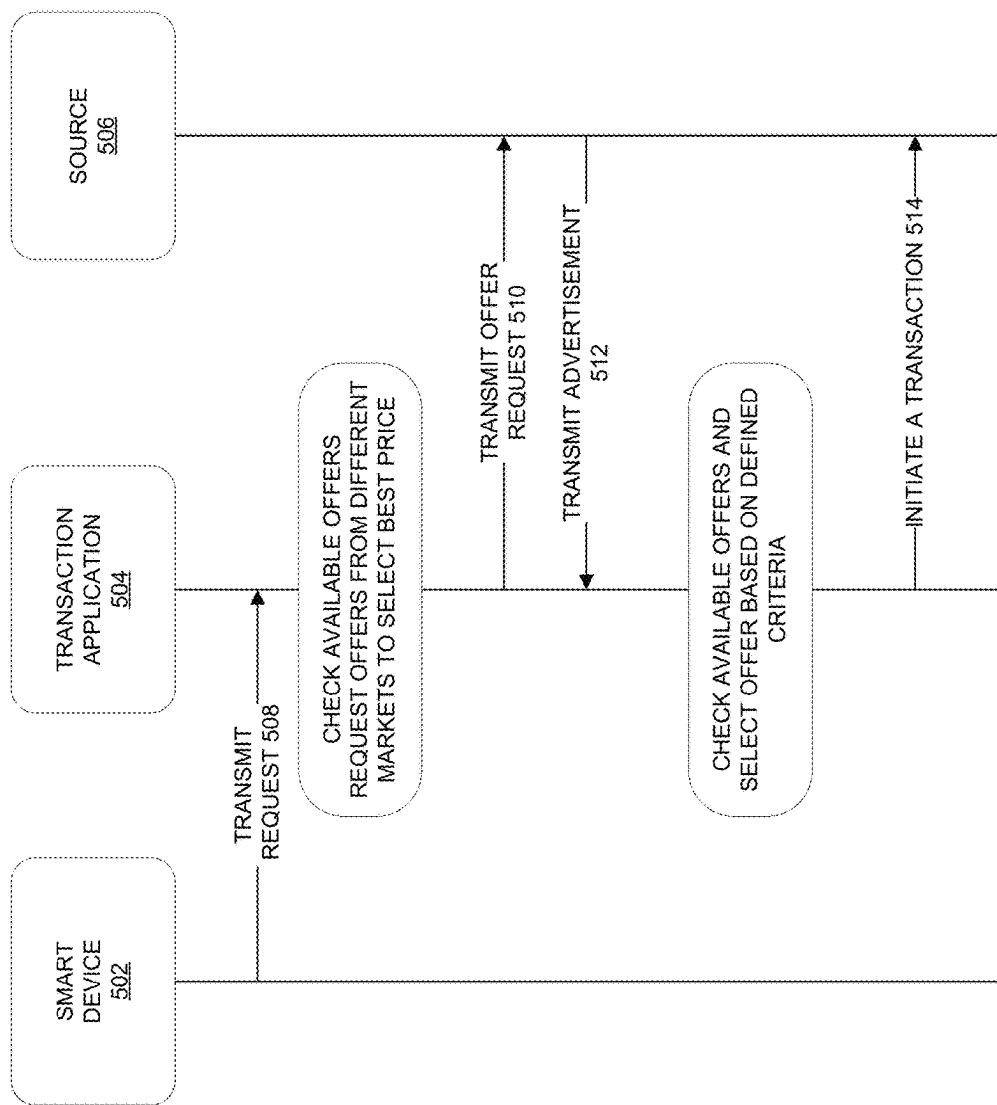 SMART
DEVICE
502
TRANSACTION
APPLICATION
504
SOURCE
506
TRANSMIT
REQUEST 508
CHECK AVAILABLE OFFERS
REQUEST OFFERS FROM DIFFERENT
MARKETS TO SELECT BEST PRICE
TRANSMIT OFFER
REQUEST 510
TRANSMIT ADVERTISEMENT
512
CHECK AVAILABLE OFFERS AND
SELECT OFFER BASED ON DEFINED
CRITERIA
INITIATE A TRANSACTION 514